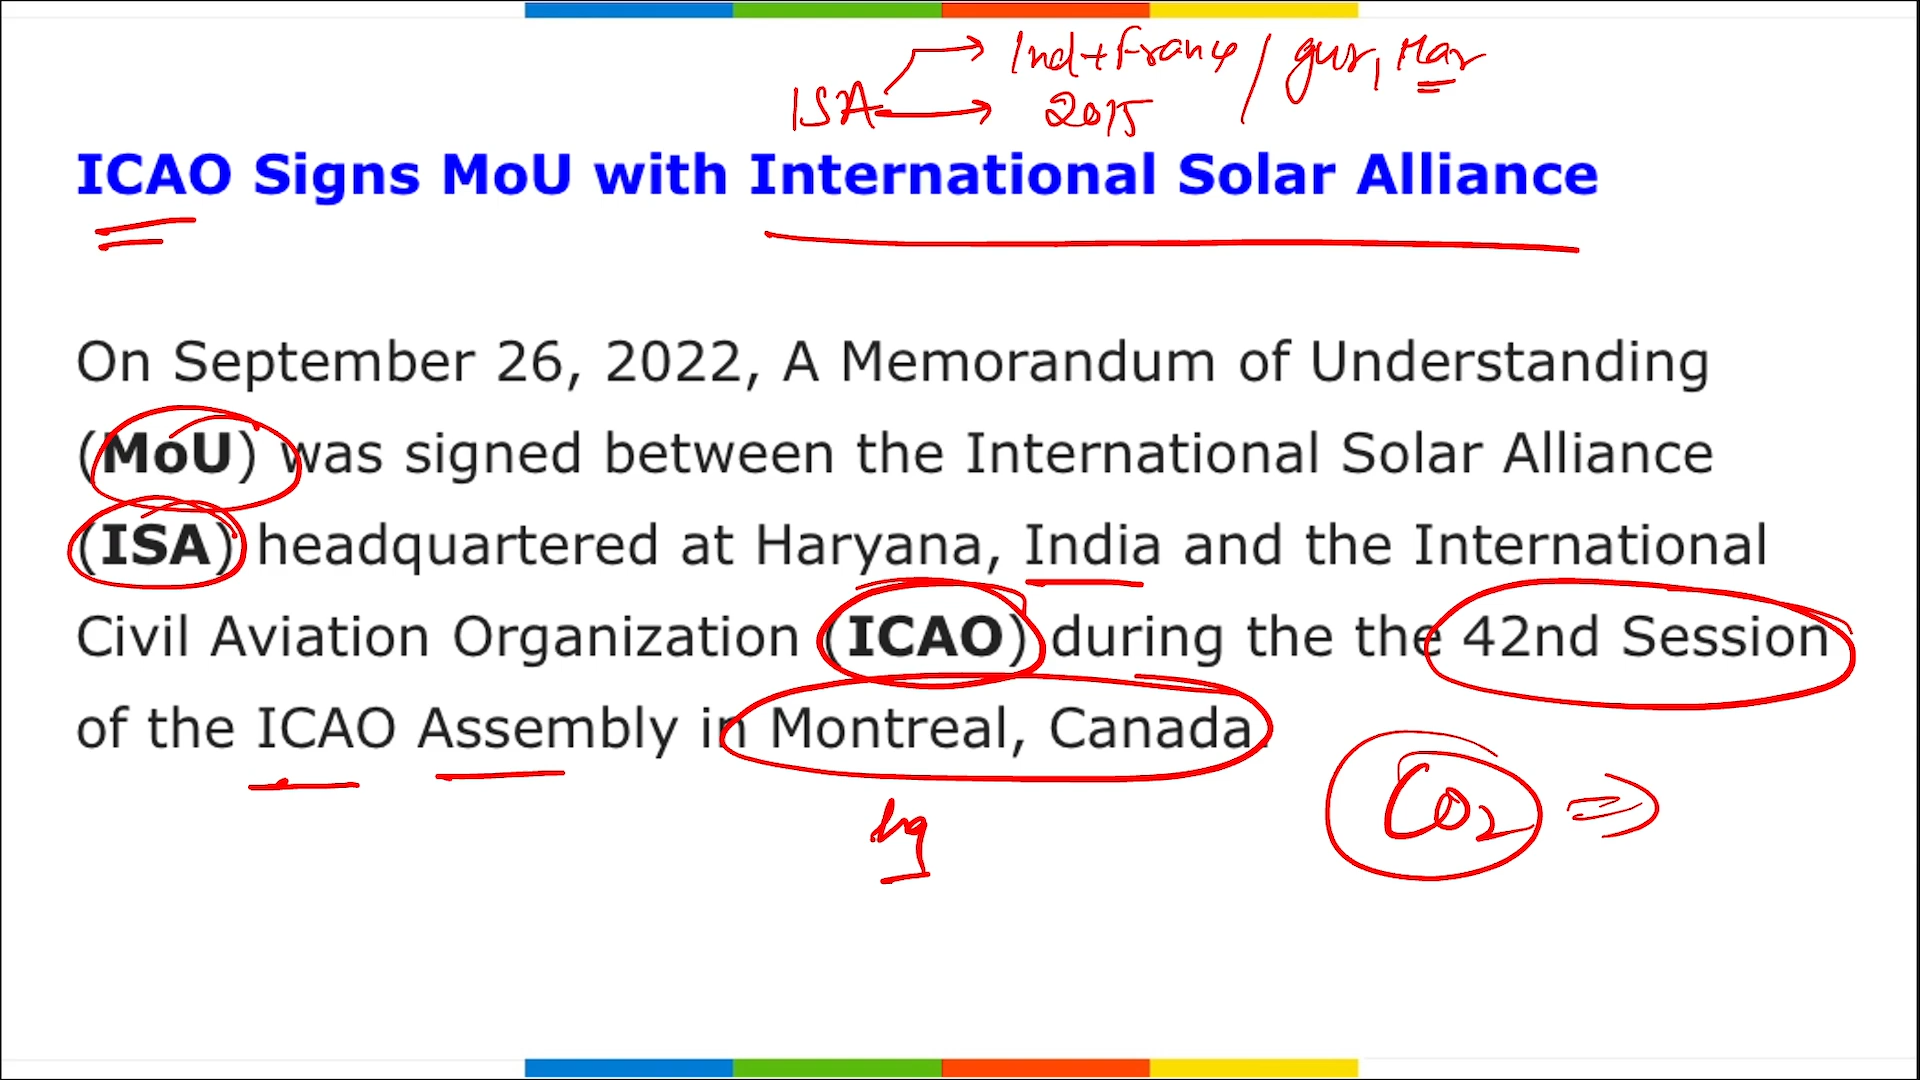 Ind+France / gur, Har
ISA 2015
ICAO Signs MoU with International Solar Alliance
On September 26, 2022, A Memorandum of Understanding
(MoU) was signed between the International Solar Alliance
(ISA) headquartered at Haryana, India and the International
Civil Aviation Organization (ICAO) during the the 42nd Session
of the ICAO Assembly in Montreal, Canada.
hq
CO2